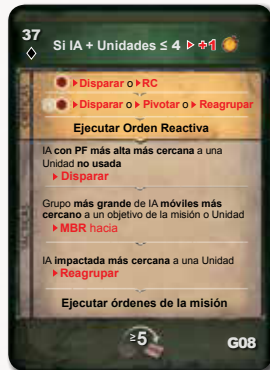 37
Si IA + Unidades ≤ 4 ▶ +1
▶Disparar o ▶RC
▶Disparar o ▶Pivotar o ▶Reagrupar
Ejecutar Orden Reactiva
IA con PF más alta más cercana a una
Unidad no usada
▶Disparar
Grupo más grande de IA móviles más
cercano a un objetivo de la misión o Unidad
▶MBR hacia
IA impactada más cercana a una Unidad
▶Reagrupar
Ejecutar órdenes de la misión
≥5
G08